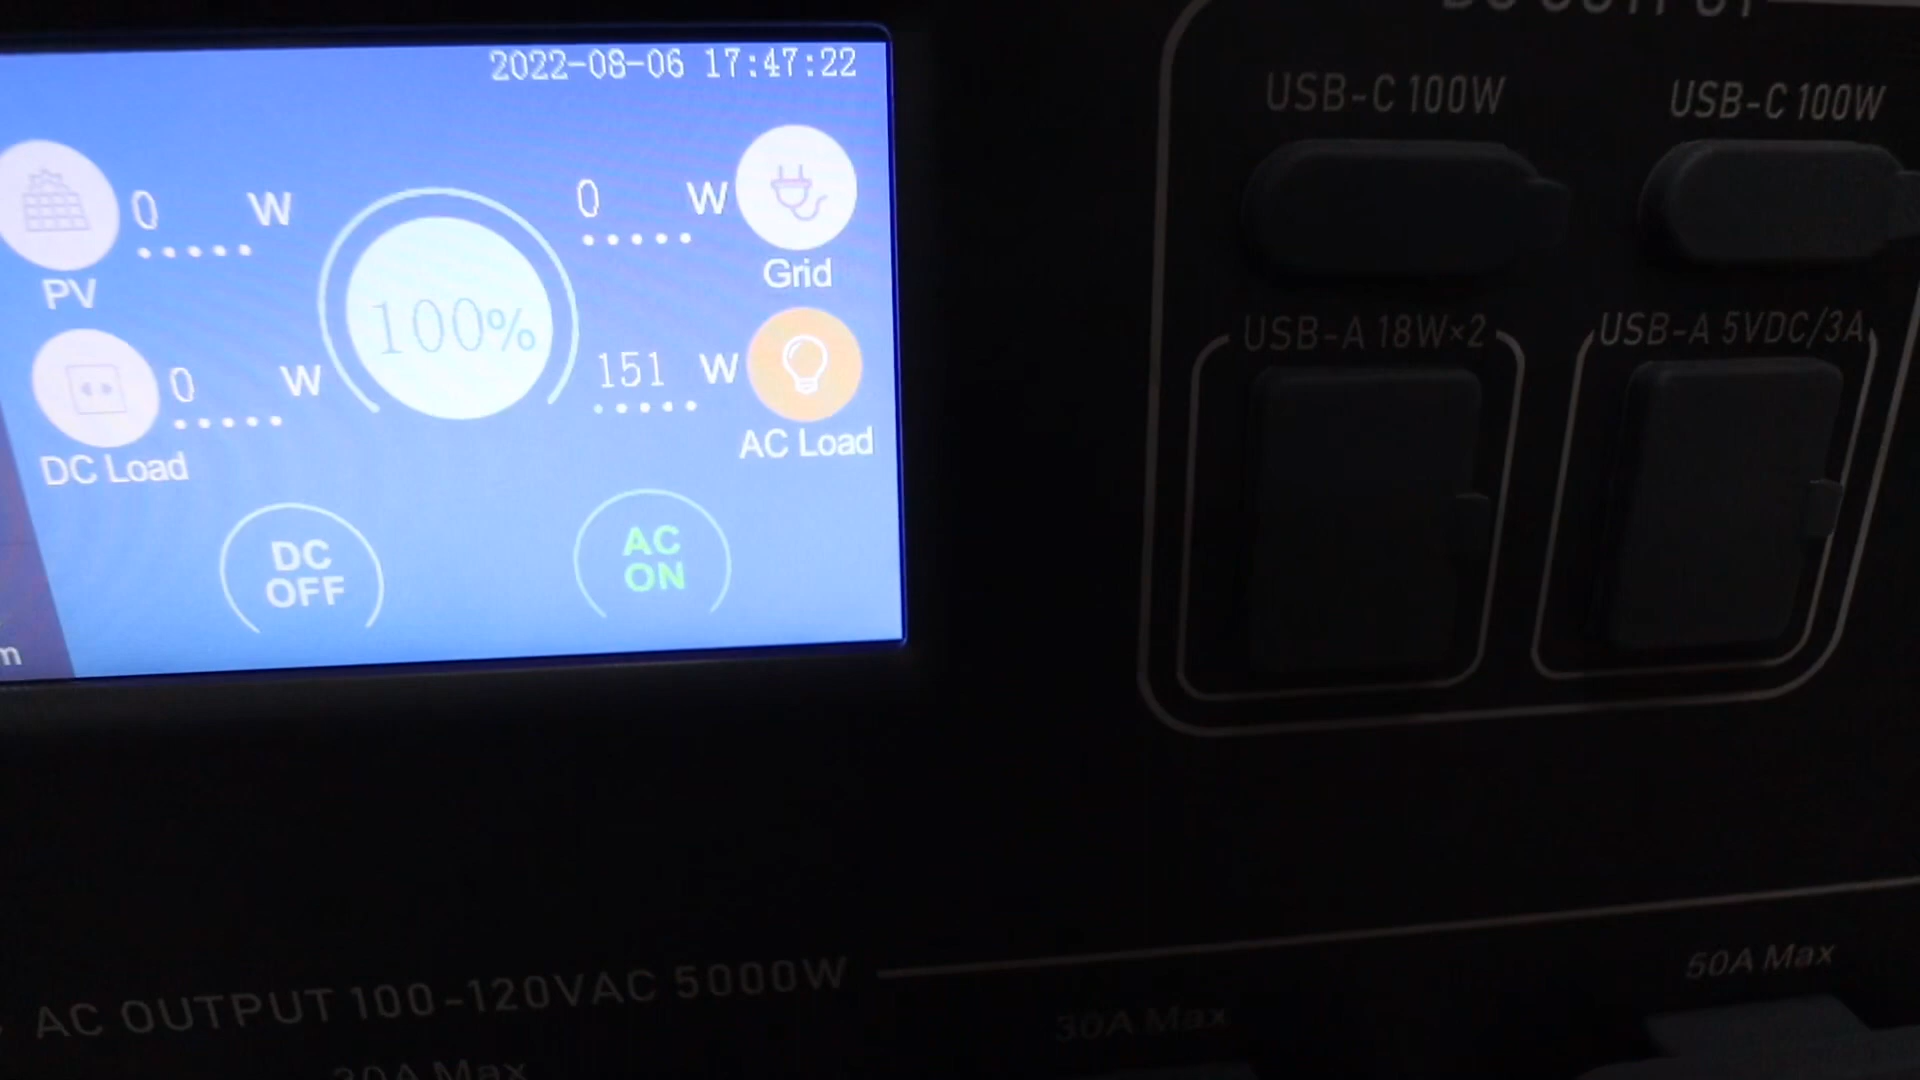 DC OUTPUT
2022-08-06 17:47:22
USB-C 100W
USB-C 100W
0 W
0 W
PV
Grid
100%
USB-A 18W×2
USB-A 5VDC/3A
0 W
151 W
DC Load
AC Load
DC
OFF
AC
ON
AC OUTPUT 100-120VAC 5000W
50A Max
30A Max